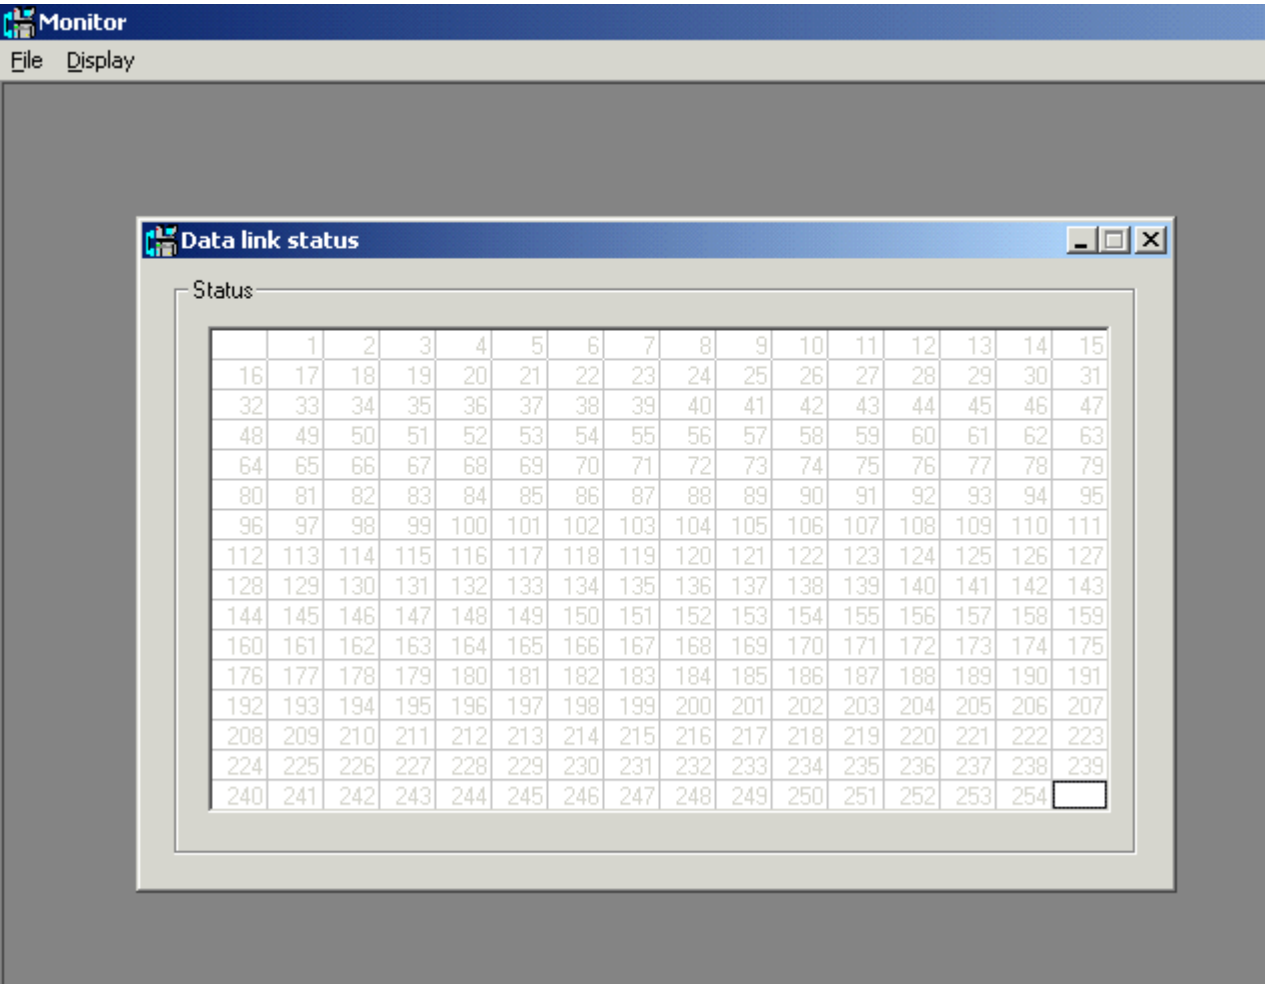 Monitor
File Display
Data link status
Status
1 2 3 4 5 6 7 8 9 10 11 12 13 14 15
16 17 18 19 20 21 22 23 24 25 26 27 28 29 30 31
32 33 34 35 36 37 38 39 40 41 42 43 44 45 46 47
48 49 50 51 52 53 54 55 56 57 58 59 60 61 62 63
64 65 66 67 68 69 70 71 72 73 74 75 76 77 78 79
80 81 82 83 84 85 86 87 88 89 90 91 92 93 94 95
96 97 98 99 100 101 102 103 104 105 106 107 108 109 110 111
112 113 114 115 116 117 118 119 120 121 122 123 124 125 126 127
128 129 130 131 132 133 134 135 136 137 138 139 140 141 142 143
144 145 146 147 148 149 150 151 152 153 154 155 156 157 158 159
160 161 162 163 164 165 166 167 168 169 170 171 172 173 174 175
176 177 178 179 180 181 182 183 184 185 186 187 188 189 190 191
192 193 194 195 196 197 198 199 200 201 202 203 204 205 206 207
208 209 210 211 212 213 214 215 216 217 218 219 220 221 222 223
224 225 226 227 228 229 230 231 232 233 234 235 236 237 238 239
240 241 242 243 244 245 246 247 248 249 250 251 252 253 254